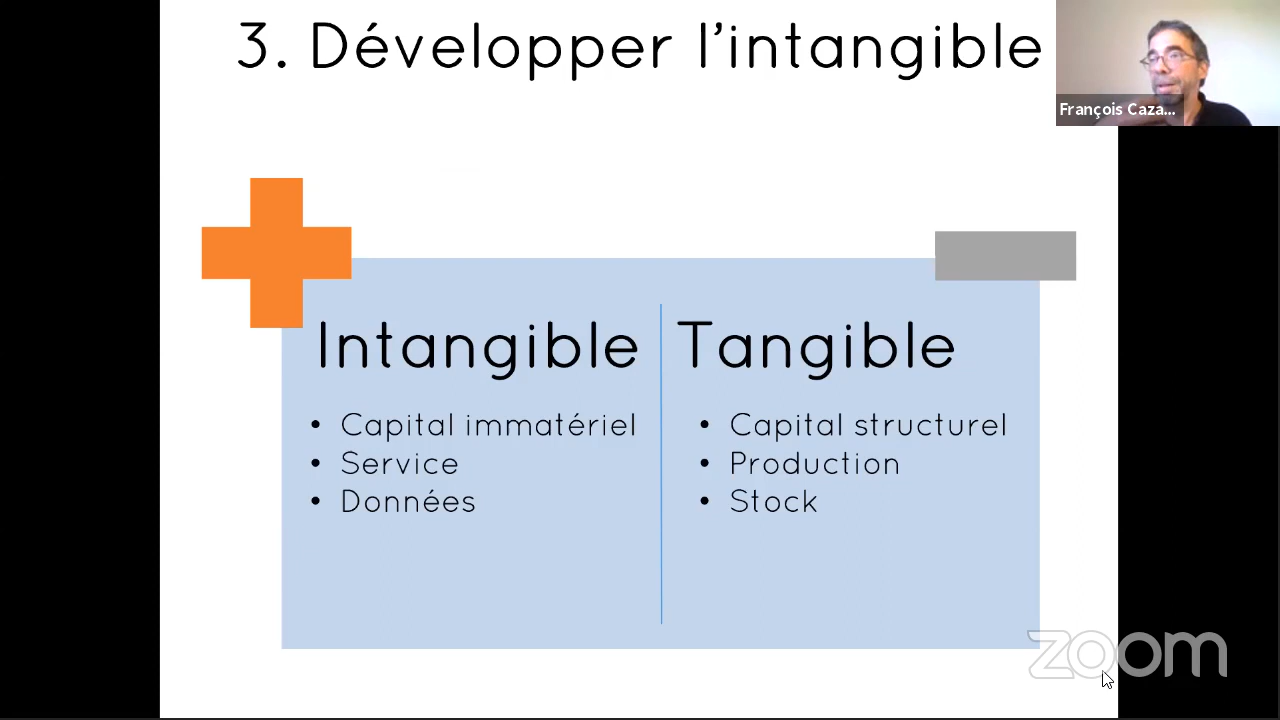 3. Développer l'intangible
François Caza...
Intangible
Tangible
• Capital immatériel
• Service
• Données
• Capital structurel
• Production
• Stock
zoom